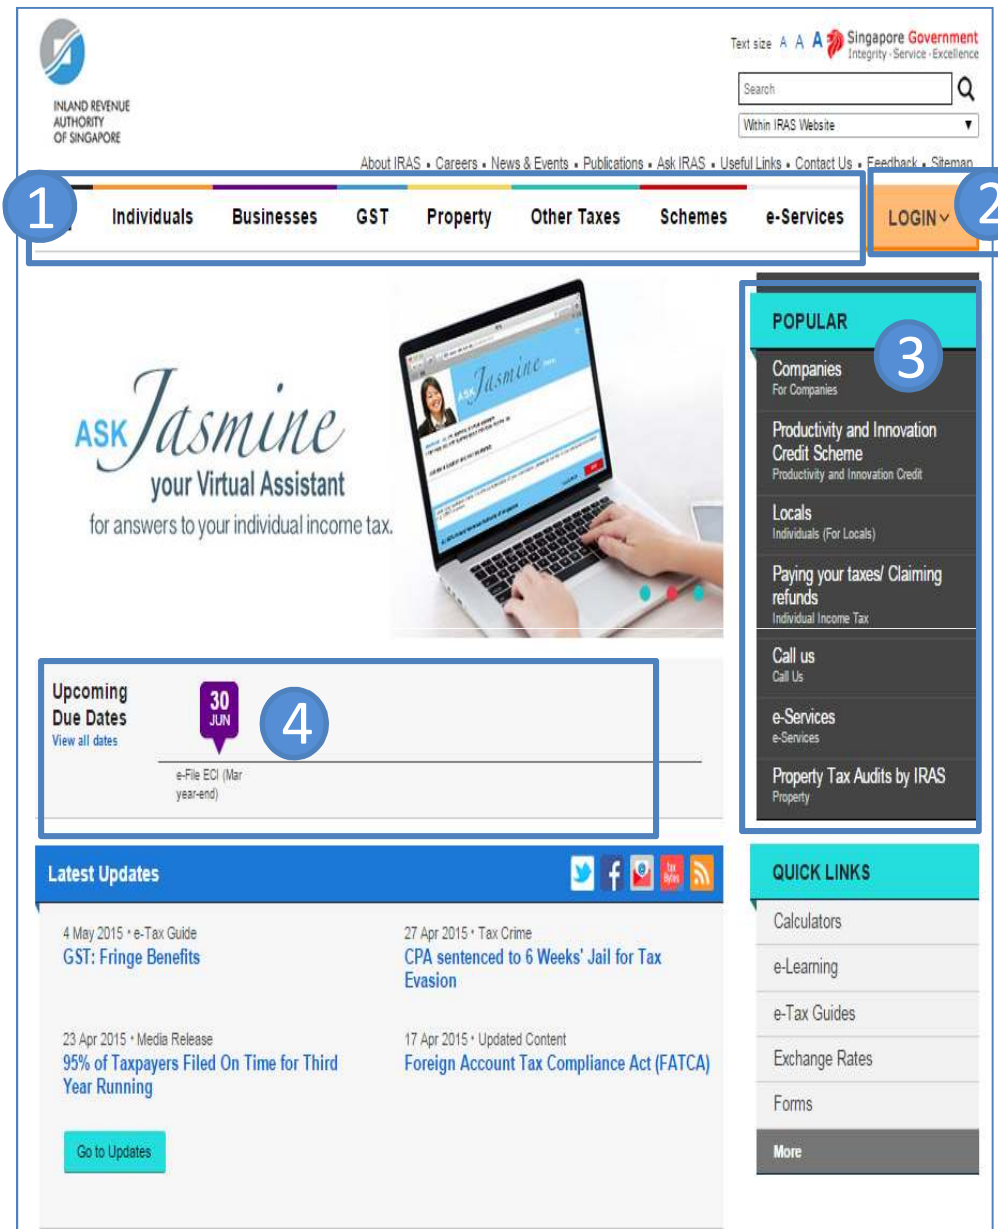 Text size A A A
Singapore Government
Integrity · Service · Excellence
INLAND REVENUE
AUTHORITY
OF SINGAPORE
Search
Within IRAS Website
About IRAS ▪ Careers ▪ News & Events ▪ Publications ▪ Ask IRAS ▪ Useful Links ▪ Contact Us ▪ Feedback ▪ Sitemap
1
Individuals Businesses GST Property Other Taxes Schemes e-Services LOGIN
2
ASK Jasmine
your Virtual Assistant
for answers to your individual income tax.
ASK Jasmine
POPULAR
3
Companies
For Companies
Productivity and Innovation
Credit Scheme
Productivity and Innovation Credit
Locals
Individuals (For Locals)
Paying your taxes/ Claiming
refunds
Individual Income Tax
Call us
Call Us
e-Services
e-Services
Property Tax Audits by IRAS
Property
Upcoming
Due Dates
View all dates
30
JUN
4
e-File ECI (Mar
year-end)
Latest Updates
tax
Bytes
4 May 2015 • e-Tax Guide
GST: Fringe Benefits
27 Apr 2015 • Tax Crime
CPA sentenced to 6 Weeks' Jail for Tax
Evasion
23 Apr 2015 • Media Release
95% of Taxpayers Filed On Time for Third
Year Running
17 Apr 2015 • Updated Content
Foreign Account Tax Compliance Act (FATCA)
Go to Updates
QUICK LINKS
Calculators
e-Learning
e-Tax Guides
Exchange Rates
Forms
More